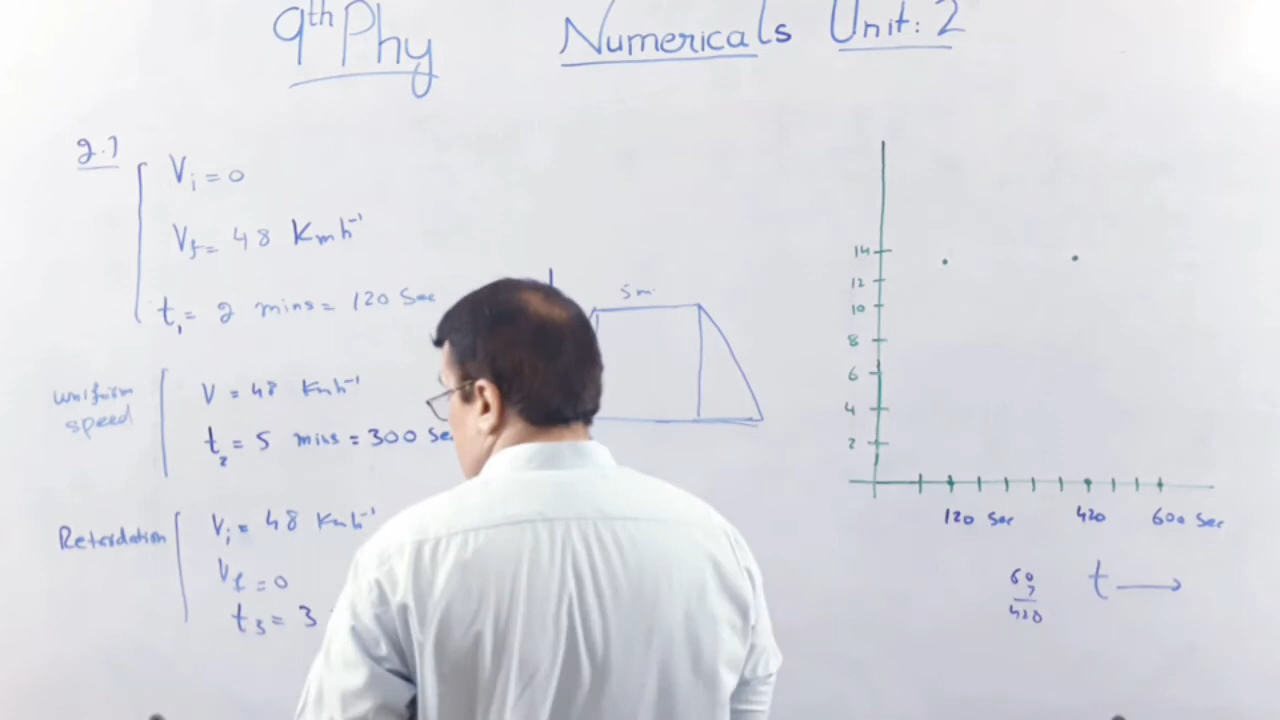 9th Phy Numericals Unit: 2
2.1
Vi = 0
Vf = 48 Kmh⁻¹
t₁ = 2 mins = 120 Sec
uniform speed
V = 48 Kmh⁻¹
t₂ = 5 mins = 300 Se
Retardation
Vi = 48 Kmh⁻¹
Vf = 0
t₃ = 3
5m
14
12
10
8
6
4
2
120 Sec 420 600 Sec
60
7
420
t